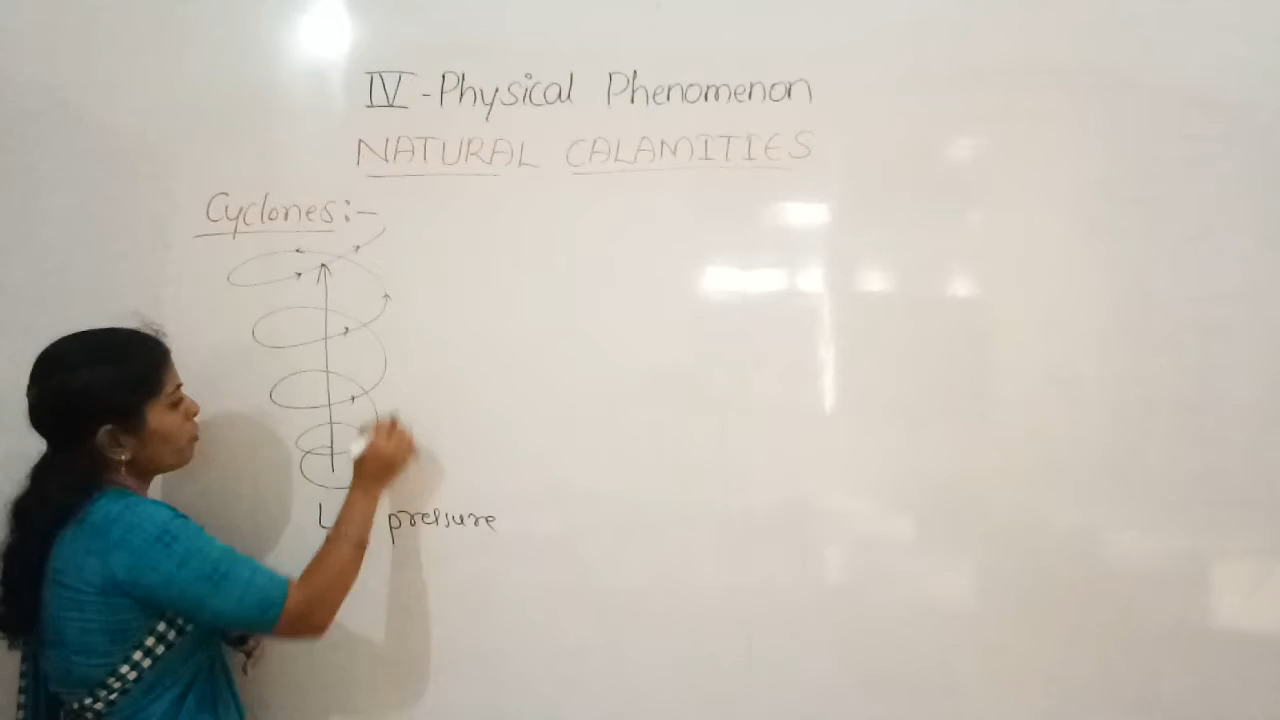 IV - Physical Phenomenon
NATURAL CALAMITIES
Cyclones :-
pressure